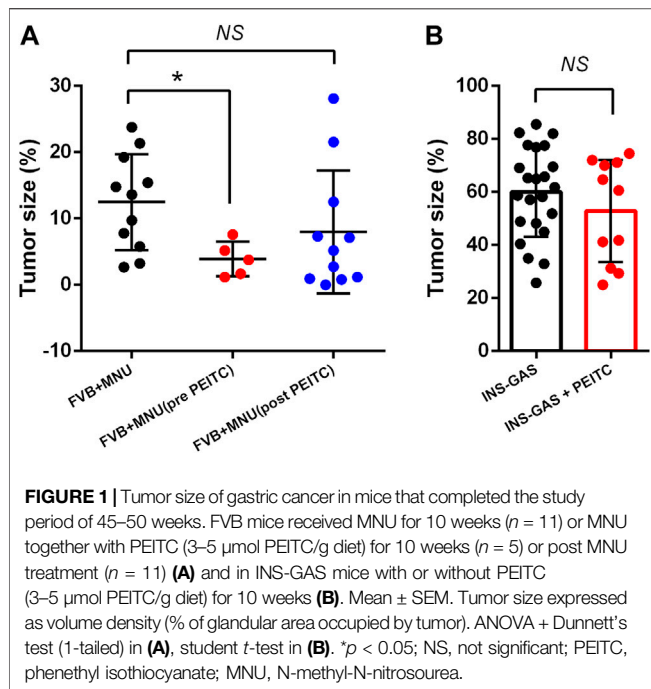 A
NS
*
Tumor size (%)
30
20
10
0
-10
FVB+MNU
FVB+MNU(pre PEITC)
FVB+MNU(post PEITC)
B
NS
Tumor size (%)
100
80
60
40
20
0
INS-GAS
INS-GAS + PEITC
FIGURE 1 | Tumor size of gastric cancer in mice that completed the study
period of 45–50 weeks. FVB mice received MNU for 10 weeks (n = 11) or MNU
together with PEITC (3–5 μmol PEITC/g diet) for 10 weeks (n = 5) or post MNU
treatment (n = 11) (A) and in INS-GAS mice with or without PEITC
(3–5 μmol PEITC/g diet) for 10 weeks (B). Mean ± SEM. Tumor size expressed
as volume density (% of glandular area occupied by tumor). ANOVA + Dunnett's
test (1-tailed) in (A), student t-test in (B). *p < 0.05; NS, not significant; PEITC,
phenethyl isothiocyanate; MNU, N-methyl-N-nitrosourea.